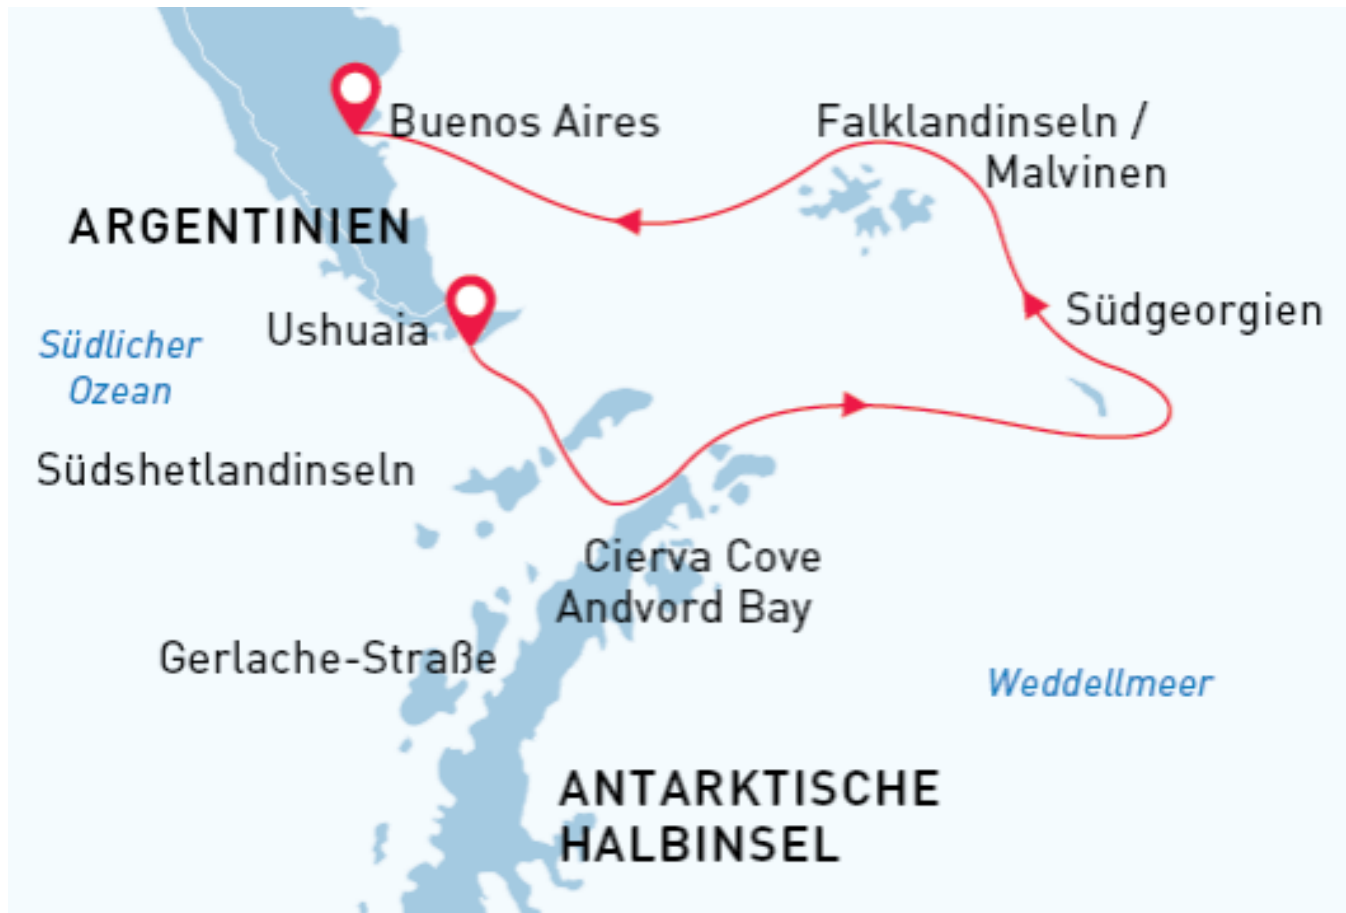 Buenos Aires
Falklandinseln /
Malvinen
ARGENTINIEN
Südgeorgien
Ushuaia
Südlicher
Ozean
Südshetlandinseln
Cierva Cove
Andvord Bay
Gerlache-Straße
Weddellmeer
ANTARKTISCHE
HALBINSEL